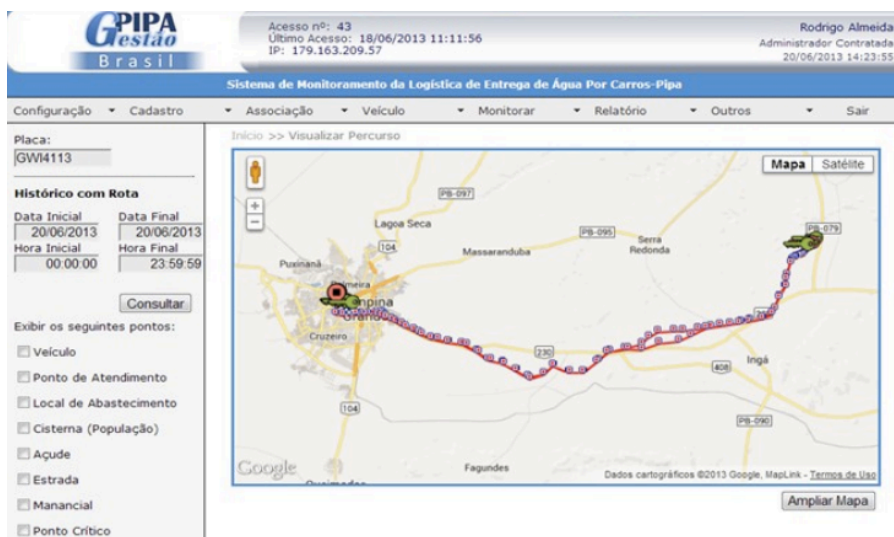 GPIPA
Gestão
Brasil
Acesso nº: 43
Último Acesso: 18/06/2013 11:11:56
IP: 179.163.209.57
Rodrigo Almeida
Administrador Contratada
20/06/2013 14:23:55
Sistema de Monitoramento da Logística de Entrega de Água Por Carros-Pipa
Configuração Cadastro Associação Veículo Monitorar Relatório Outros Sair
Início >> Visualizar Percurso
Placa:
GWI4113
Histórico com Rota
Data Inicial Data Final
20/06/2013 20/06/2013
Hora Inicial Hora Final
00:00:00 23:59:59
Consultar
Exibir os seguintes pontos:
Veículo
Ponto de Atendimento
Local de Abastecimento
Cisterna (População)
Açude
Estrada
Manancial
Ponto Crítico
Mapa Satélite
PB-097
Lagoa Seca
104
PB-095
Serra
Redonda
PB-079
Massaranduba
Puxinanã
Cruzeiro
230
408
Ingá
104
PB-090
Fagundes
Google
Dados cartográficos ©2013 Google, MapLink - Termos de Uso
Ampliar Mapa